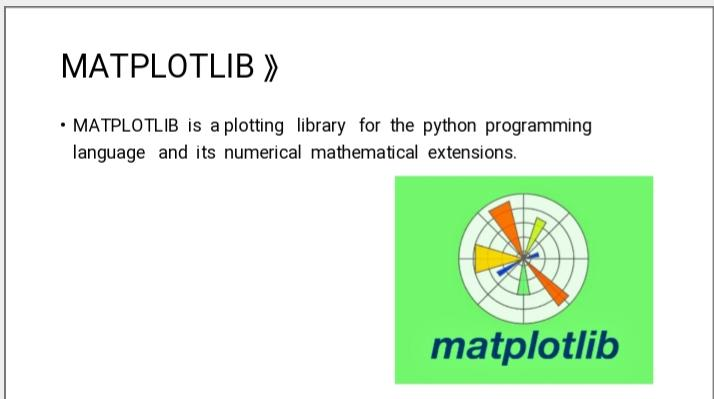 MATPLOTLIB 》
• MATPLOTLIB is a plotting library for the python programming
language and its numerical mathematical extensions.
matplotlib